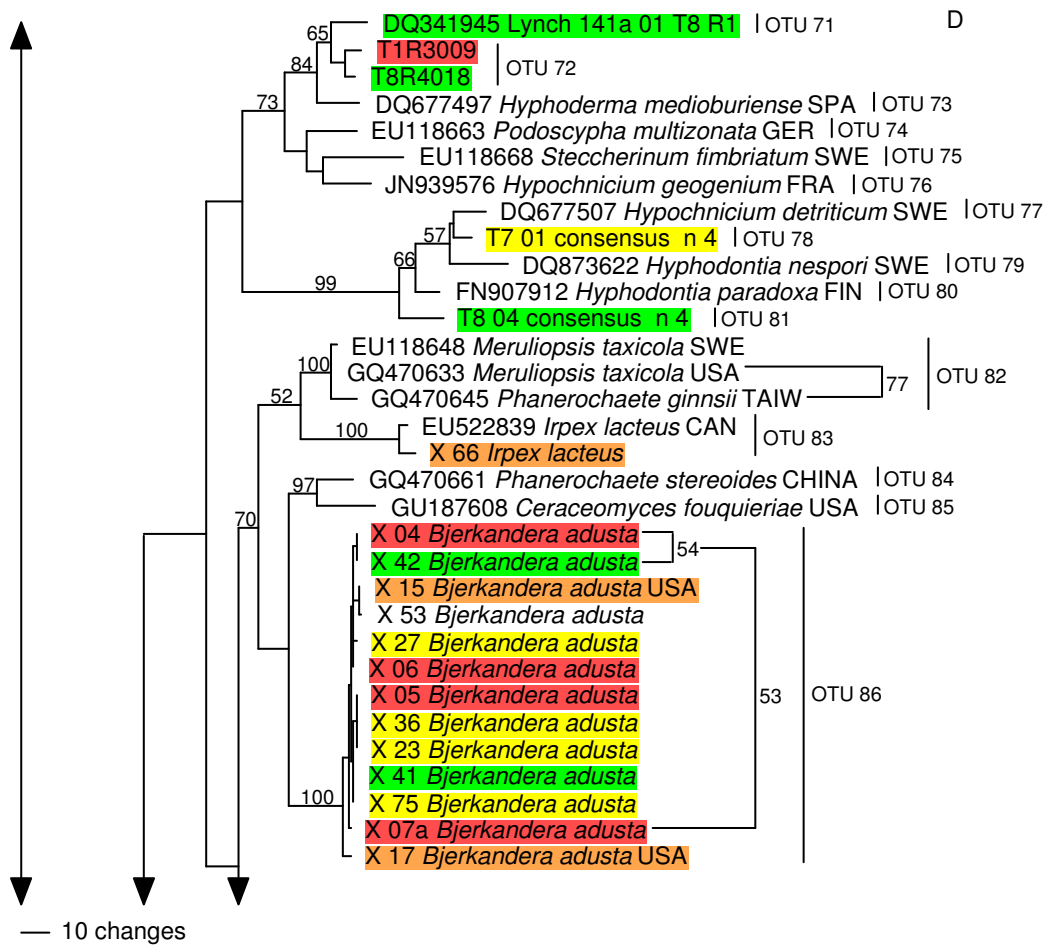 D
65 DQ341945 Lynch 141a 01 T8 R1 OTU 71
T1R3009
84 OTU 72
T8R4018
73 DQ677497 Hyphoderma medioburiense SPA OTU 73
EU118663 Podoscypha multizonata GER OTU 74
EU118668 Steccherinum fimbriatum SWE OTU 75
JN939576 Hypochnicium geogenium FRA OTU 76
DQ677507 Hypochnicium detriticum SWE OTU 77
57 T7 01 consensus n 4 OTU 78
66 DQ873622 Hyphodontia nespori SWE OTU 79
99 FN907912 Hyphodontia paradoxa FIN OTU 80
T8 04 consensus n 4 OTU 81
EU118648 Meruliopsis taxicola SWE
100 GQ470633 Meruliopsis taxicola USA 77 OTU 82
52 GQ470645 Phanerochaete ginnsii TAIW
100 EU522839 Irpex lacteus CAN OTU 83
X 66 Irpex lacteus
97 GQ470661 Phanerochaete stereoides CHINA OTU 84
70 GU187608 Ceraceomyces fouquieriae USA OTU 85
X 04 Bjerkandera adusta
54
X 42 Bjerkandera adusta
X 15 Bjerkandera adusta USA
X 53 Bjerkandera adusta
X 27 Bjerkandera adusta
X 06 Bjerkandera adusta
X 05 Bjerkandera adusta 53 OTU 86
X 36 Bjerkandera adusta
X 23 Bjerkandera adusta
X 41 Bjerkandera adusta
100 X 75 Bjerkandera adusta
X 07a Bjerkandera adusta
X 17 Bjerkandera adusta USA
10 changes